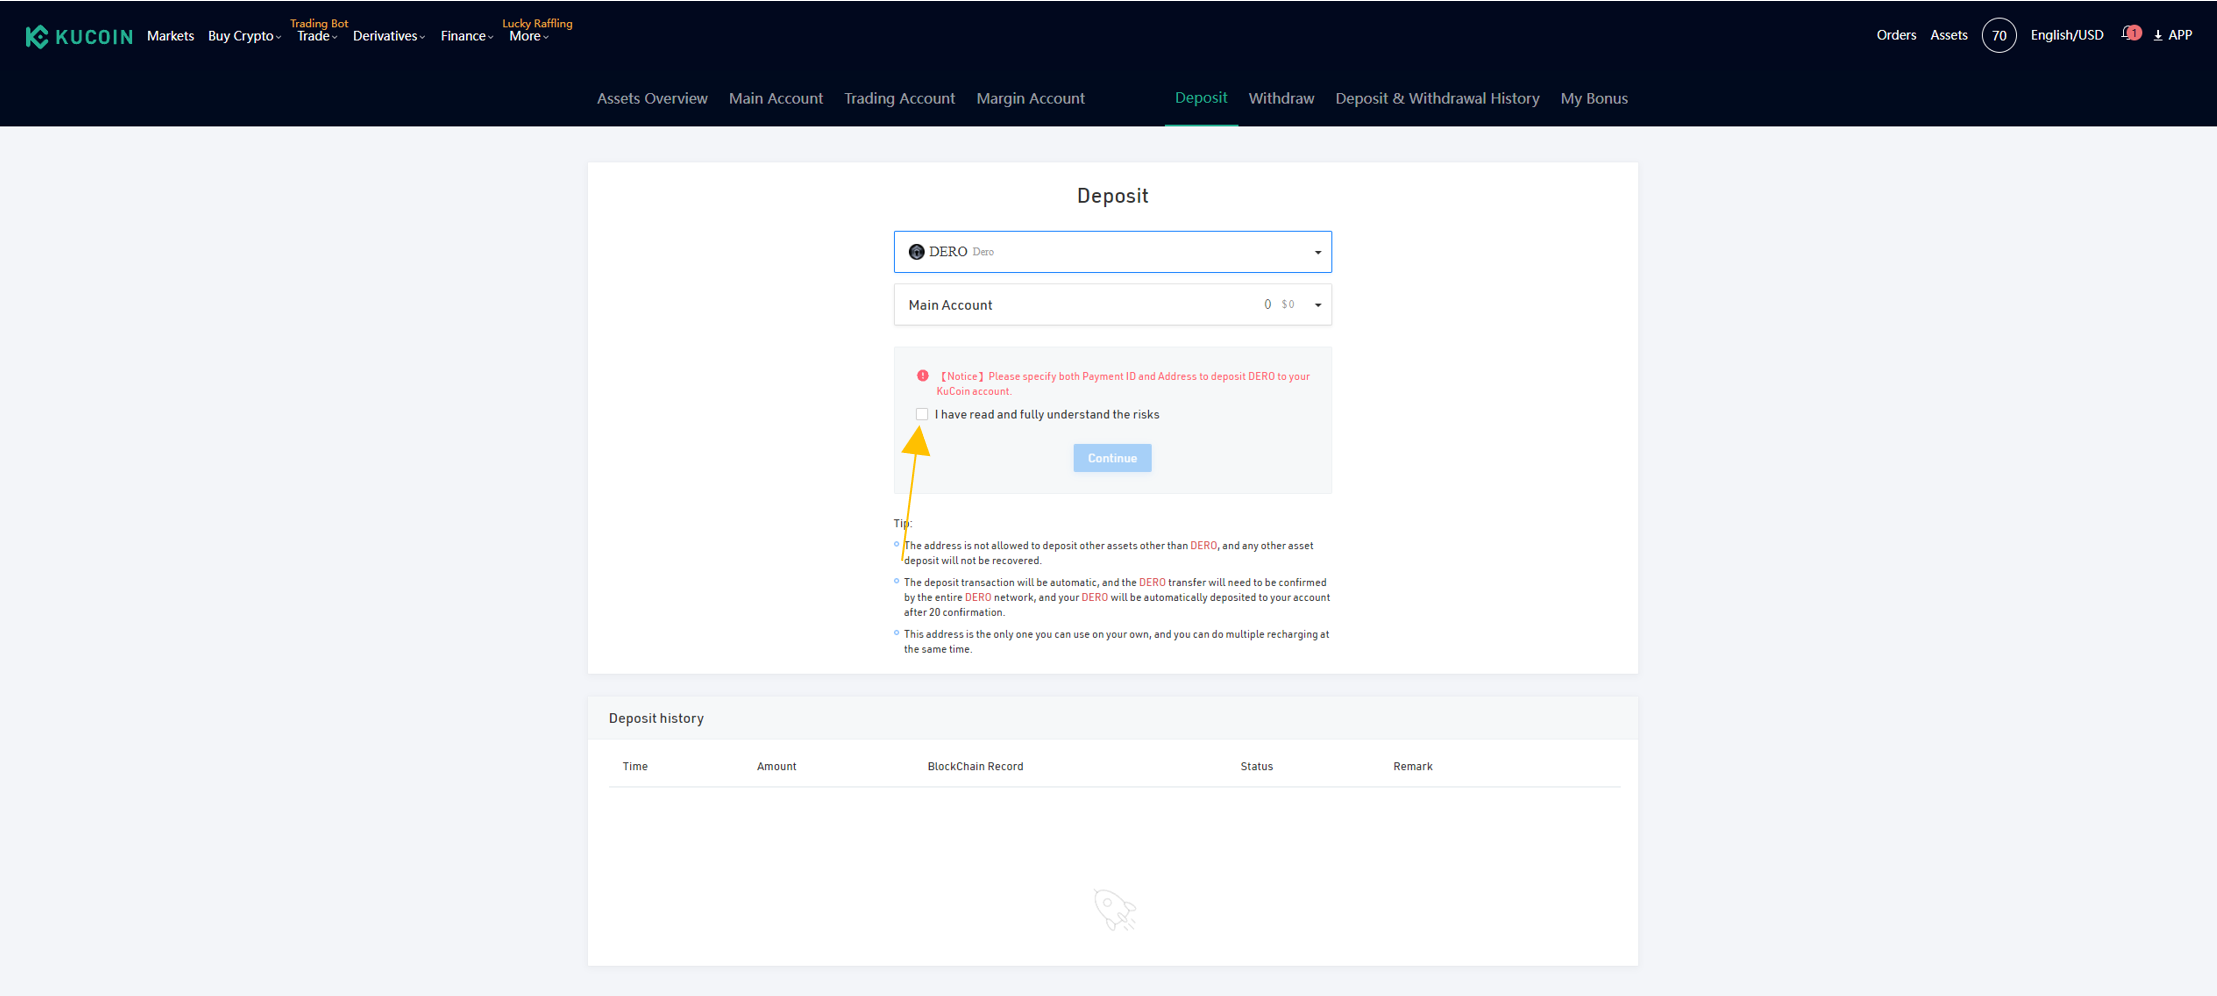 KUCOIN
Markets
Buy Crypto
Trading Bot
Trade
Derivatives
Finance
Lucky Raffling
More
Orders
Assets
70
English/USD
1
APP
Assets Overview
Main Account
Trading Account
Margin Account
Deposit
Withdraw
Deposit & Withdrawal History
My Bonus
Deposit
DERO Dero
Main Account 0 $0
【Notice】Please specify both Payment ID and Address to deposit DERO to your
KuCoin account.
I have read and fully understand the risks
Continue
Tip:
The address is not allowed to deposit other assets other than DERO, and any other asset
deposit will not be recovered.
The deposit transaction will be automatic, and the DERO transfer will need to be confirmed
by the entire DERO network, and your DERO will be automatically deposited to your account
after 20 confirmation.
This address is the only one you can use on your own, and you can do multiple recharging at
the same time.
Deposit history
Time Amount BlockChain Record Status Remark